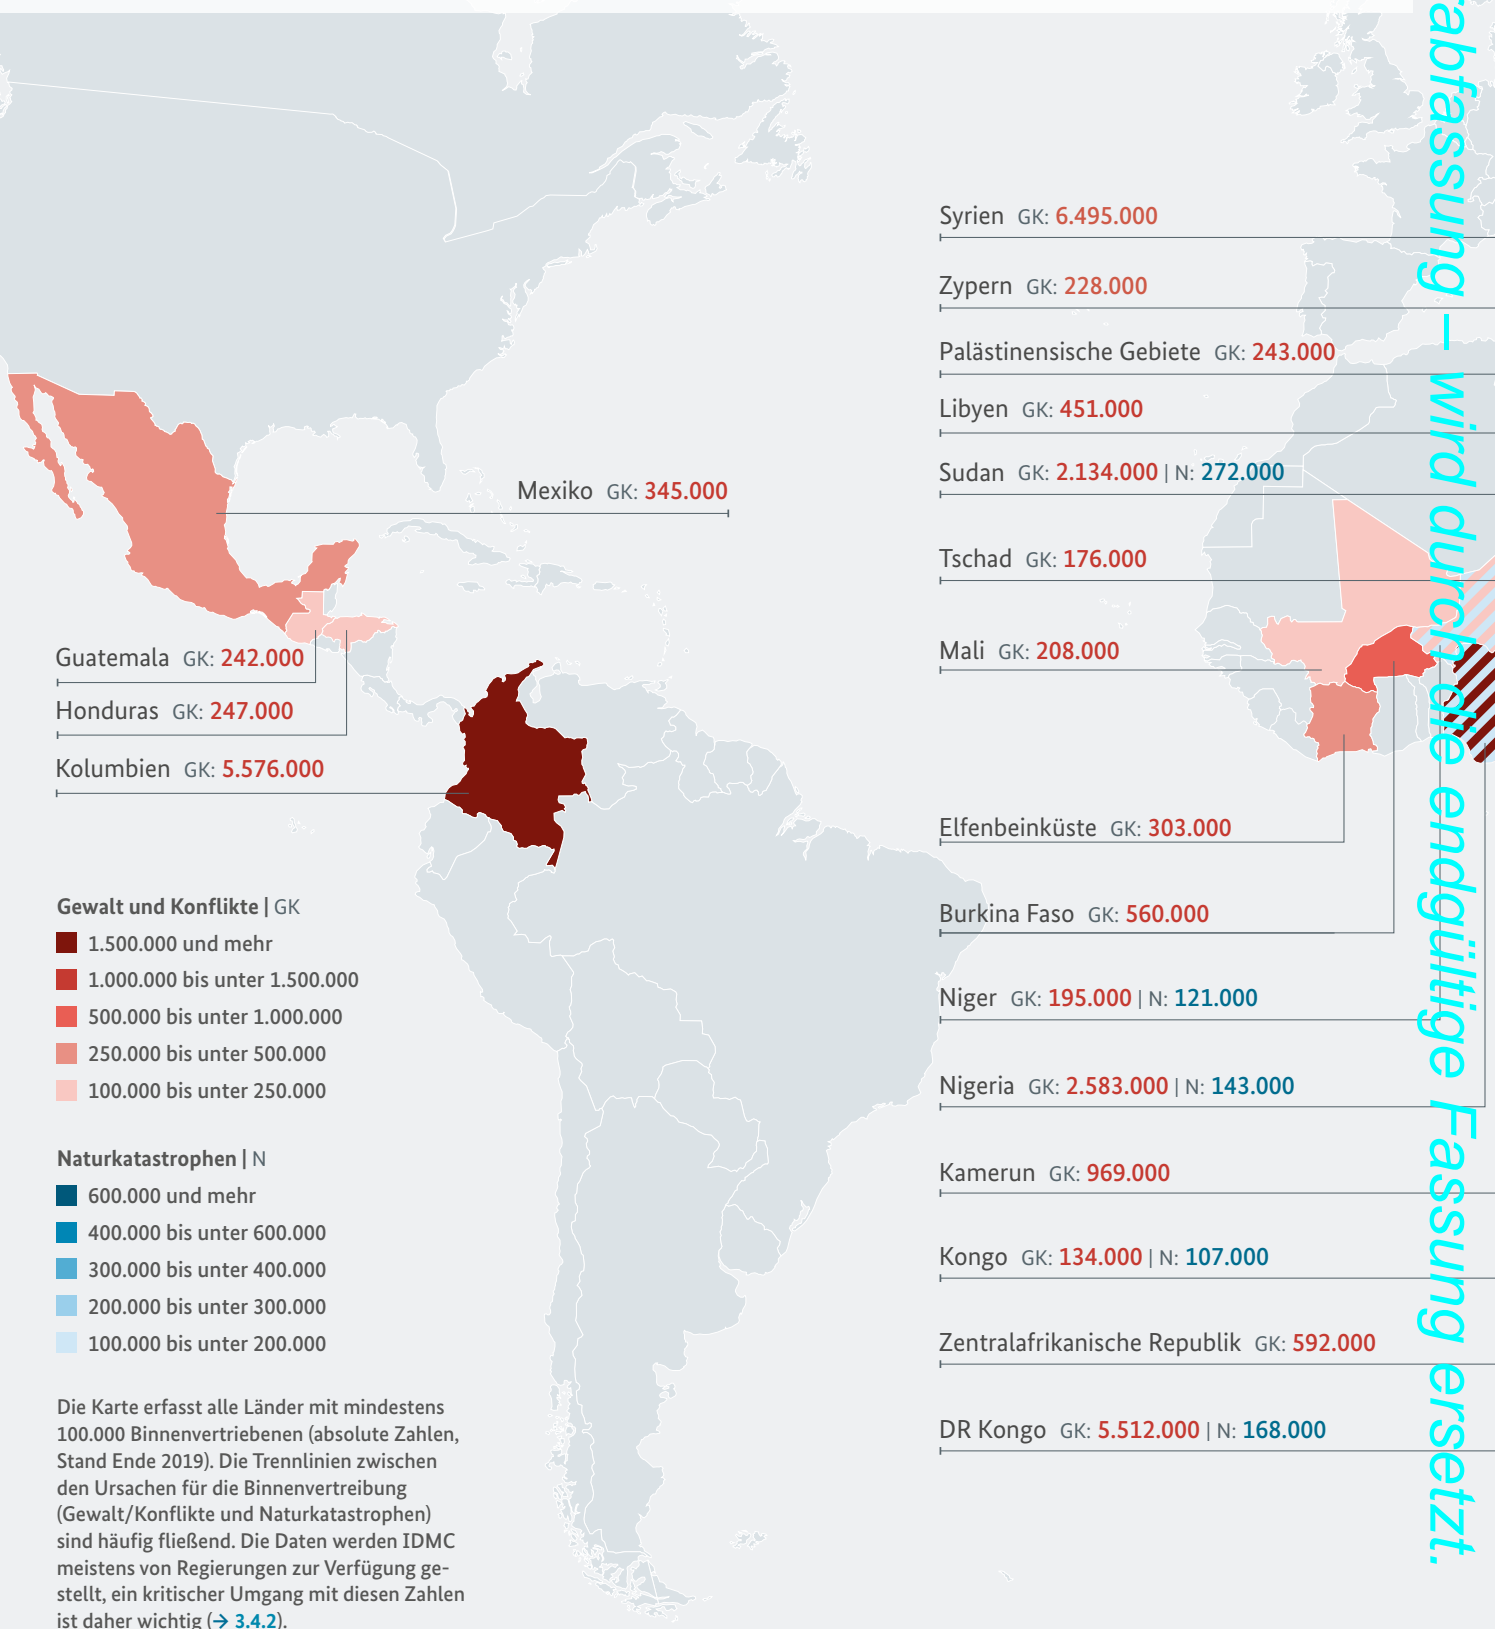 Syrien GK: 6.495.000
Zypern GK: 228.000
Palästinensische Gebiete GK: 243.000
Libyen GK: 451.000
Sudan GK: 2.134.000 | N: 272.000
Mexiko GK: 345.000
Tschad GK: 176.000
Mali GK: 208.000
Guatemala GK: 242.000
Honduras GK: 247.000
Kolumbien GK: 5.576.000
Elfenbeinküste GK: 303.000
Burkina Faso GK: 560.000
Niger GK: 195.000 | N: 121.000
Nigeria GK: 2.583.000 | N: 143.000
Kamerun GK: 969.000
Kongo GK: 134.000 | N: 107.000
Zentralafrikanische Republik GK: 592.000
DR Kongo GK: 5.512.000 | N: 168.000
Gewalt und Konflikte | GK
1.500.000 und mehr
1.000.000 bis unter 1.500.000
500.000 bis unter 1.000.000
250.000 bis unter 500.000
100.000 bis unter 250.000
Naturkatastrophen | N
600.000 und mehr
400.000 bis unter 600.000
300.000 bis unter 400.000
200.000 bis unter 300.000
100.000 bis unter 200.000
Die Karte erfasst alle Länder mit mindestens
100.000 Binnenvertriebenen (absolute Zahlen,
Stand Ende 2019). Die Trennlinien zwischen
den Ursachen für die Binnenvertreibung
(Gewalt/Konflikte und Naturkatastrophen)
sind häufig fließend. Die Daten werden IDMC
meistens von Regierungen zur Verfügung ge-
stellt, ein kritischer Umgang mit diesen Zahlen
ist daher wichtig (→ 3.4.2).
rabfassung – wird durch die endgültige Fassung ersetzt.